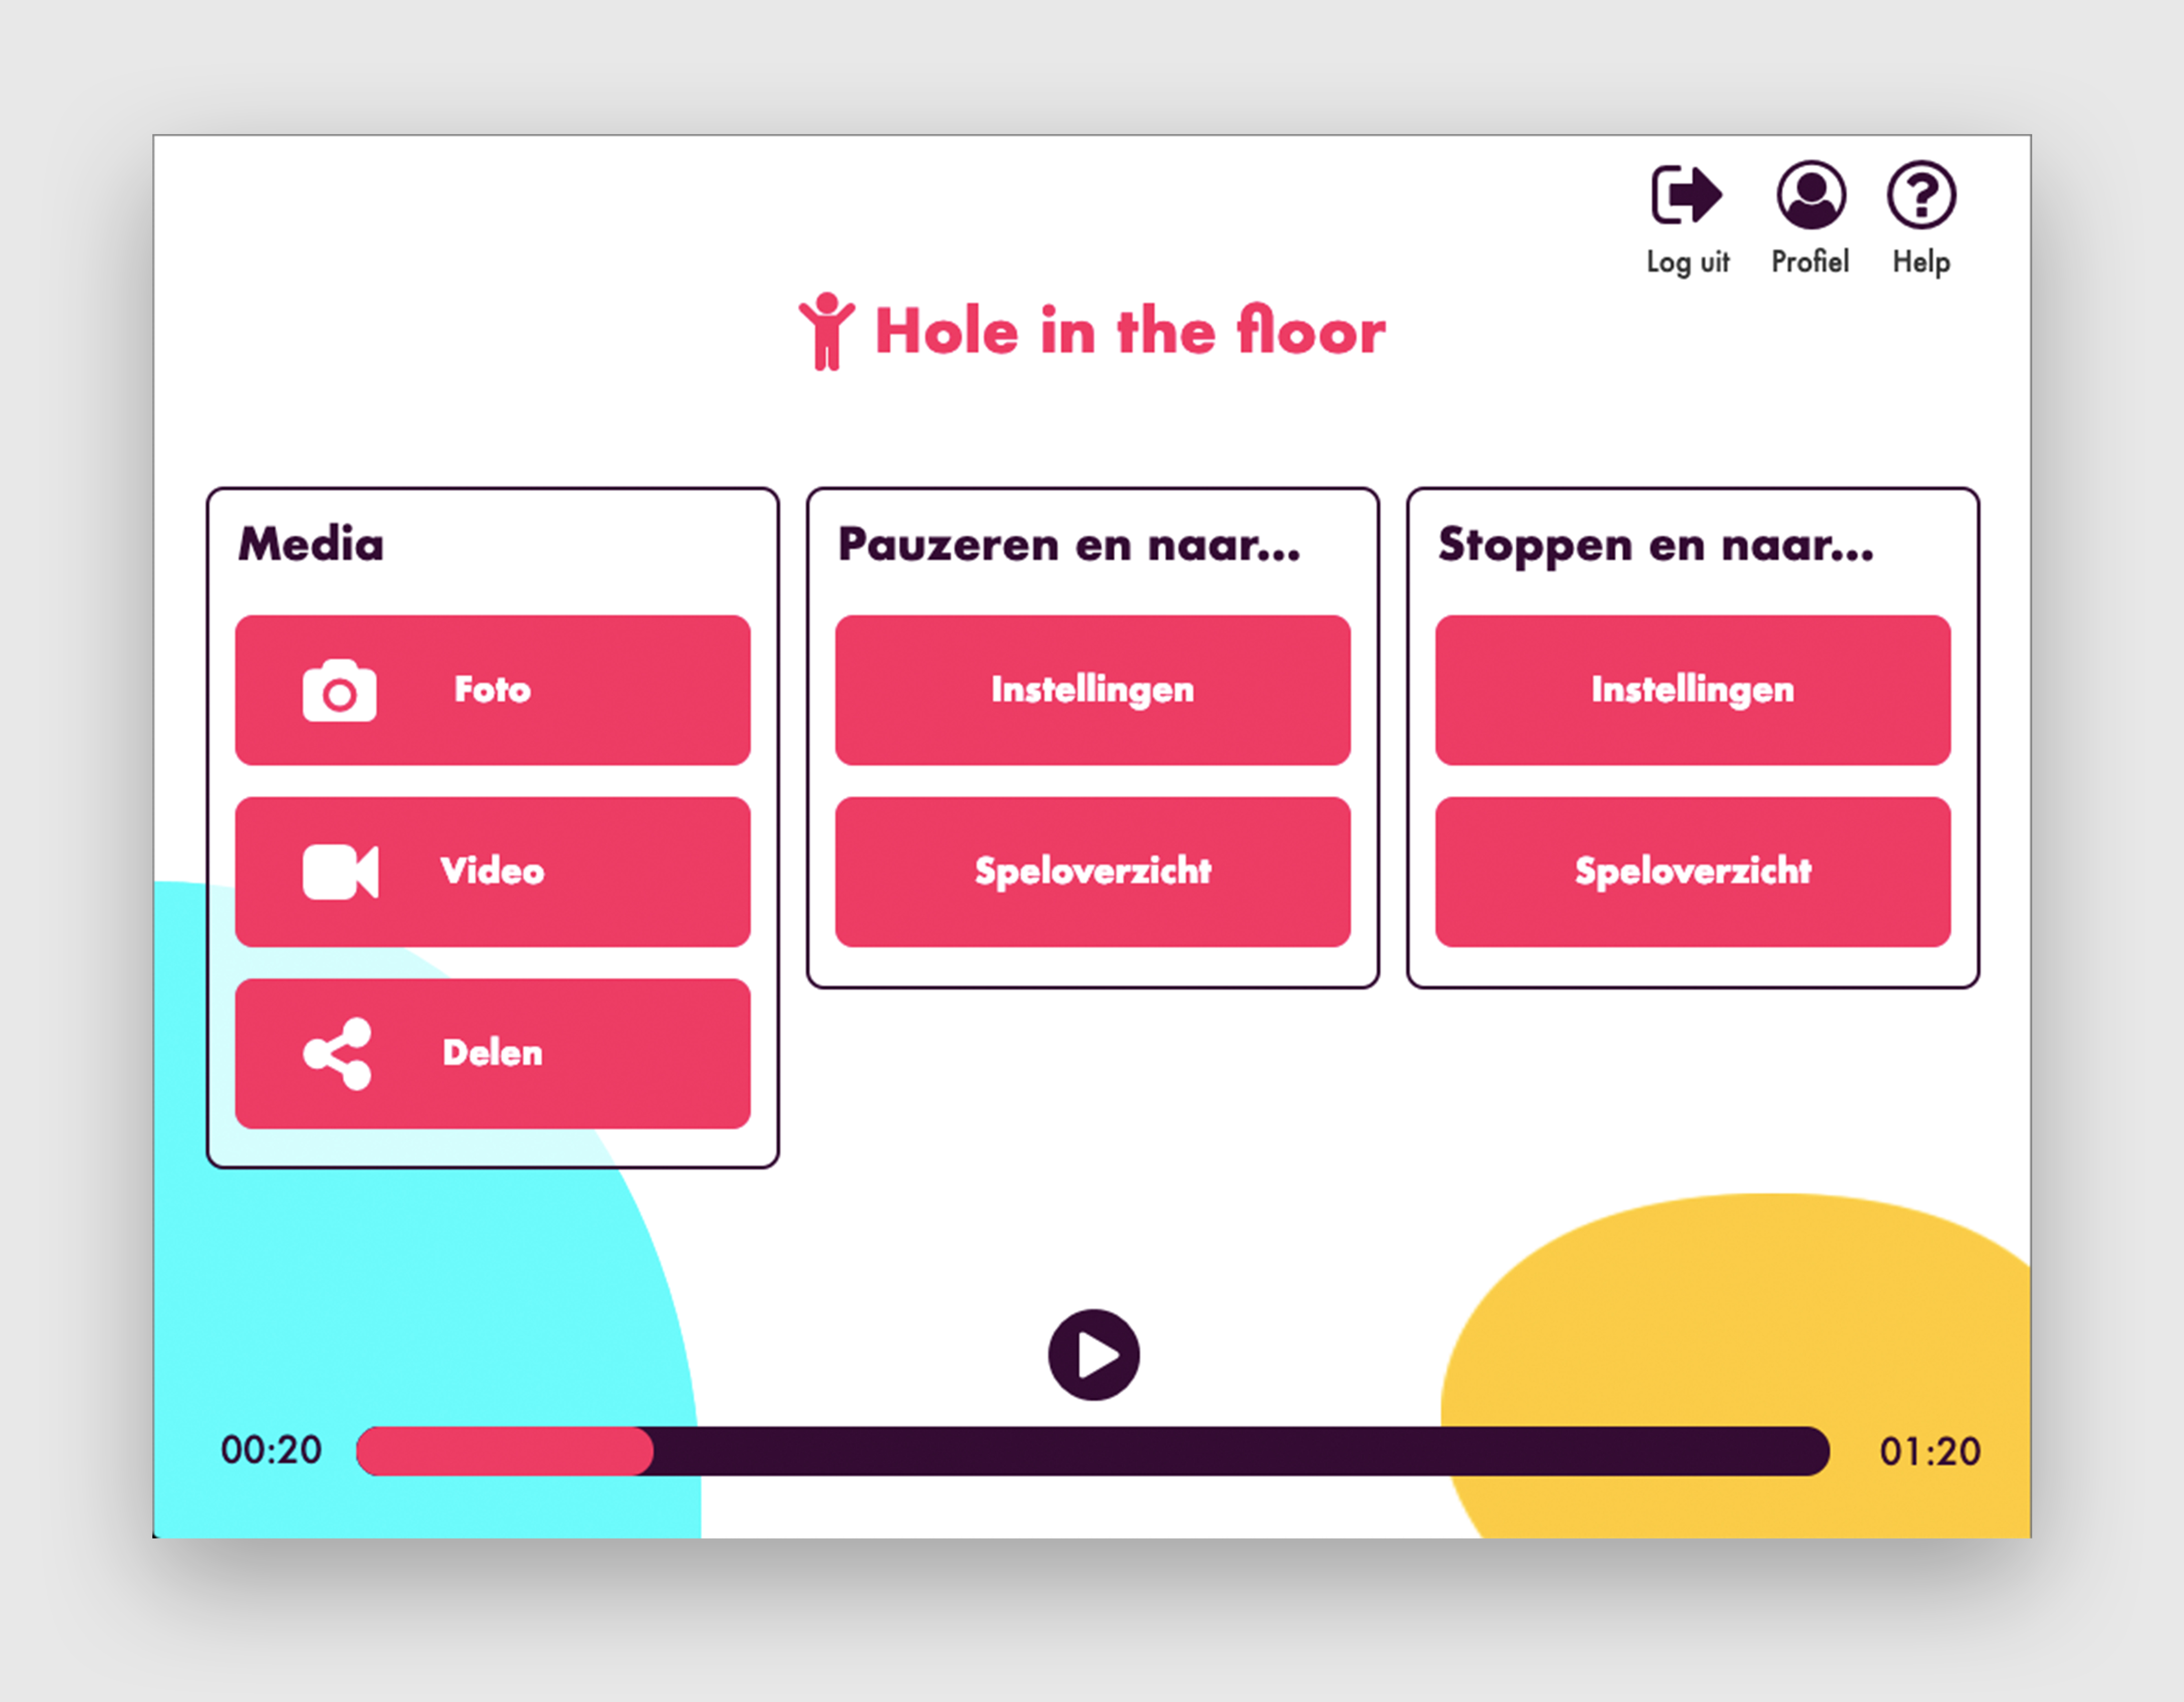 Log uit
Profiel
Help
Hole in the floor
Media
Foto
Video
Delen
Pauzeren en naar...
Instellingen
Speloverzicht
Stoppen en naar...
Instellingen
Speloverzicht
00:20
01:20